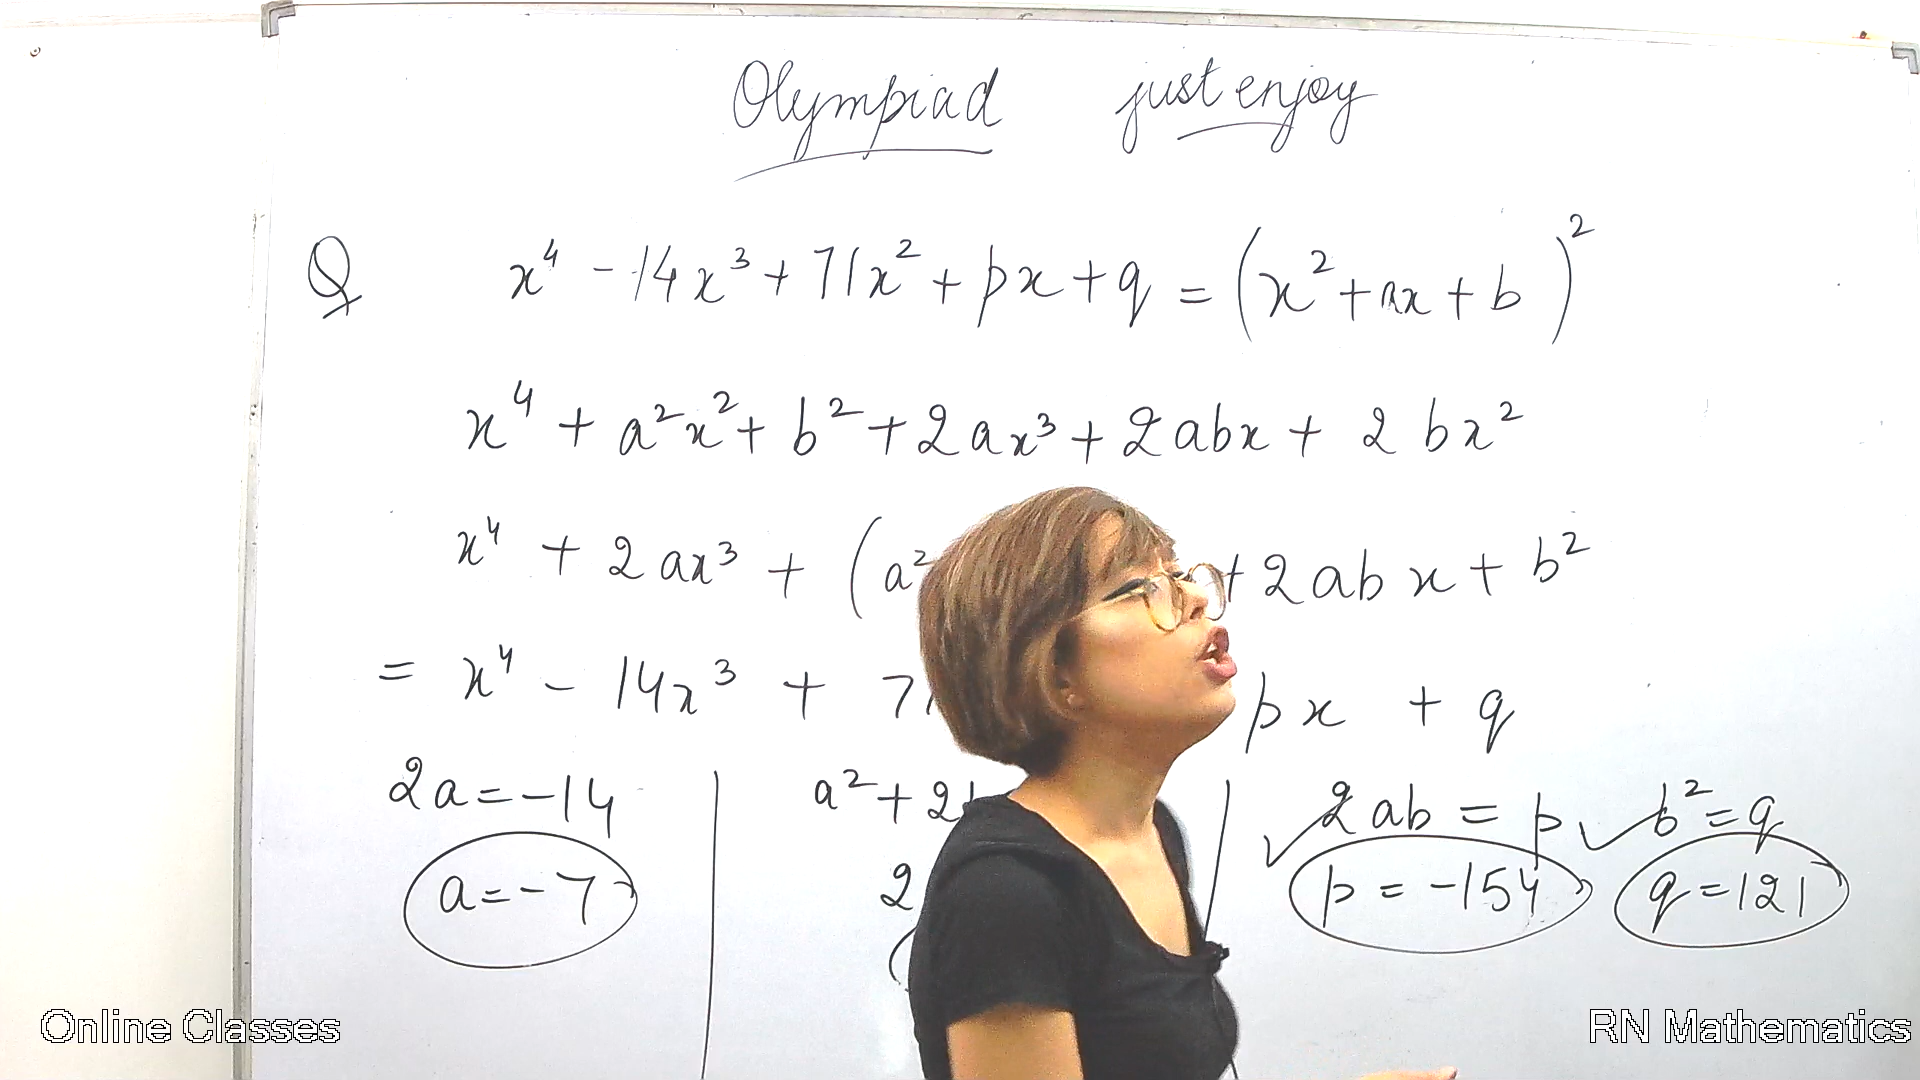 Olympiad just enjoy
Q x⁴ - 14x³ + 71x² + px + q = (x² + ax + b)²
x⁴ + a²x² + b² + 2ax³ + 2abx + 2bx²
x⁴ + 2ax³ + (a² + 2abx + b²
= x⁴ - 14x³ + 7 px + q
2a = -14
a = -7
a² + 2
2
2ab = p b² = q
p = -154 q = 121
Online Classes
RN Mathematics